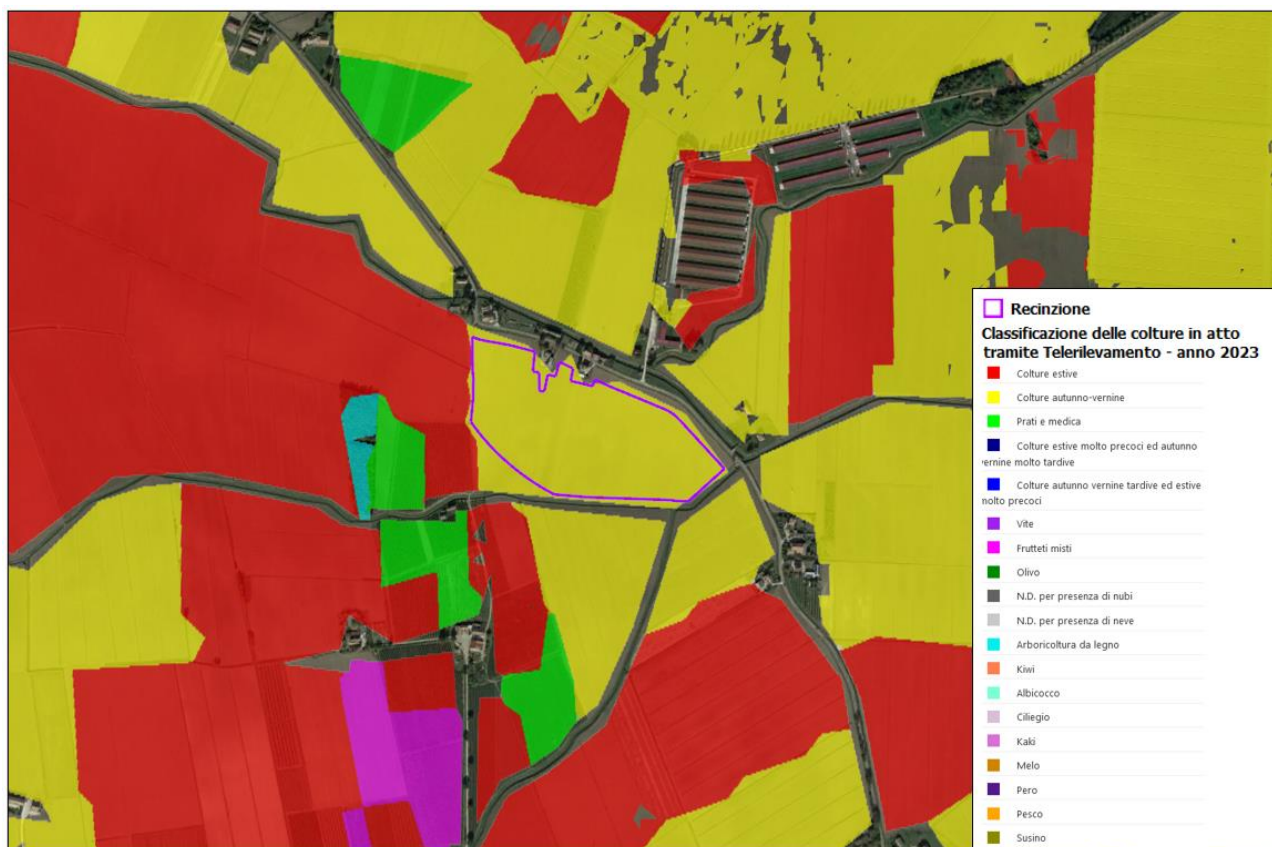 Recinzione
Classificazione delle colture in atto
tramite Telerilevamento - anno 2023
Colture estive
Colture autunno-vernine
Prati e medica
Colture estive molto precoci ed autunno
vernine molto tardive
Colture autunno vernine tardive ed estive
molto precoci
Vite
Frutteti misti
Olivo
N.D. per presenza di nubi
N.D. per presenza di neve
Arboricoltura da legno
Kiwi
Albicocco
Ciliegio
Kaki
Melo
Pero
Pesco
Susino